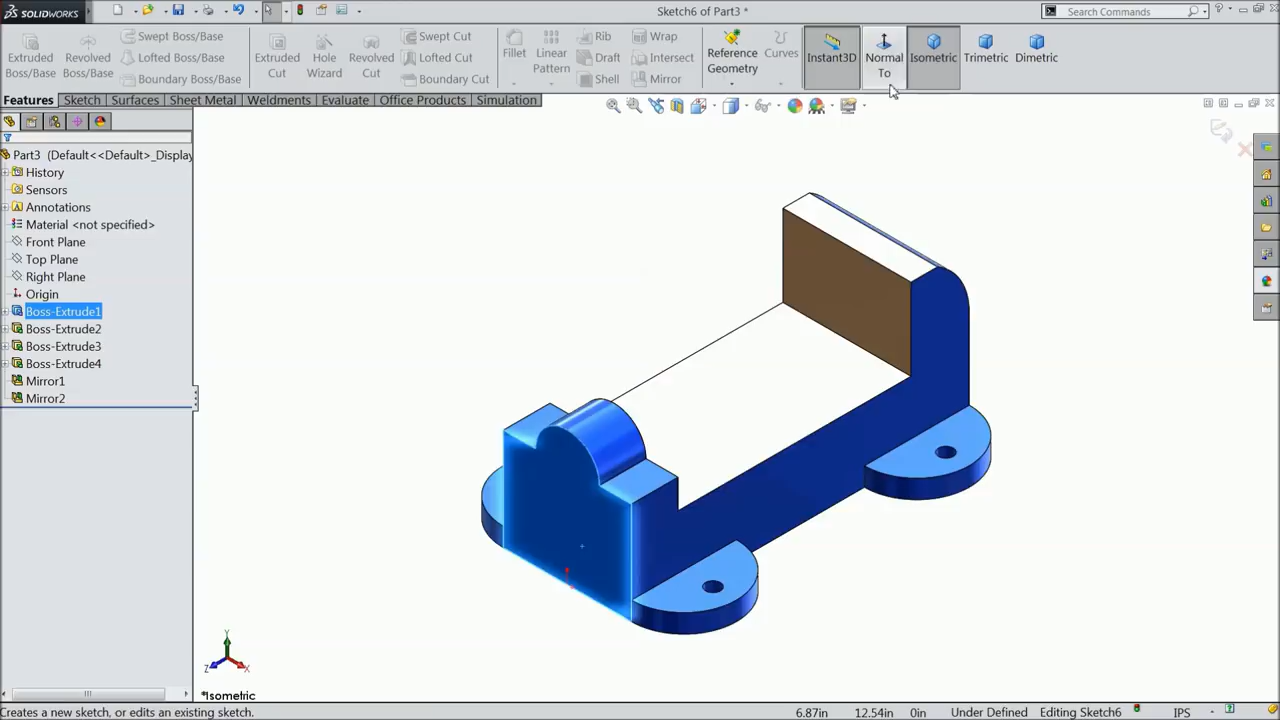 SOLIDWORKS
Sketch6 of Part3 *
Search Commands
Extruded Boss/Base
Revolved Boss/Base
Swept Boss/Base
Lofted Boss/Base
Boundary Boss/Base
Extruded Cut
Hole Wizard
Revolved Cut
Swept Cut
Lofted Cut
Boundary Cut
Fillet
Linear Pattern
Rib
Draft
Shell
Wrap
Intersect
Mirror
Reference Geometry
Curves
Instant3D
Normal To
Isometric
Trimetric
Dimetric
Features Sketch Surfaces Sheet Metal Weldments Evaluate Office Products Simulation
Part3 (Default<<Default>_Display
History
Sensors
Annotations
Material <not specified>
Front Plane
Top Plane
Right Plane
Origin
Boss-Extrude1
Boss-Extrude2
Boss-Extrude3
Boss-Extrude4
Mirror1
Mirror2
Y
Z X
*Isometric
Creates a new sketch, or edits an existing sketch. 6.87in 12.54in 0in Under Defined Editing Sketch6 IPS